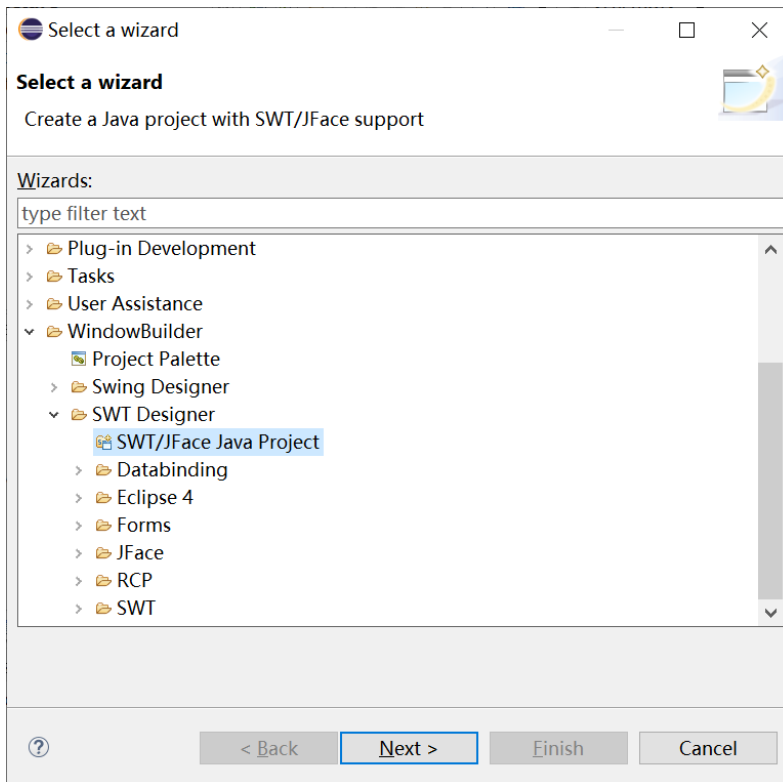 Select a wizard
Select a wizard
Create a Java project with SWT/JFace support
Wizards:
type filter text
Plug-in Development
Tasks
User Assistance
WindowBuilder
Project Palette
Swing Designer
SWT Designer
SWT/JFace Java Project
Databinding
Eclipse 4
Forms
JFace
RCP
SWT
? < Back Next > Finish Cancel